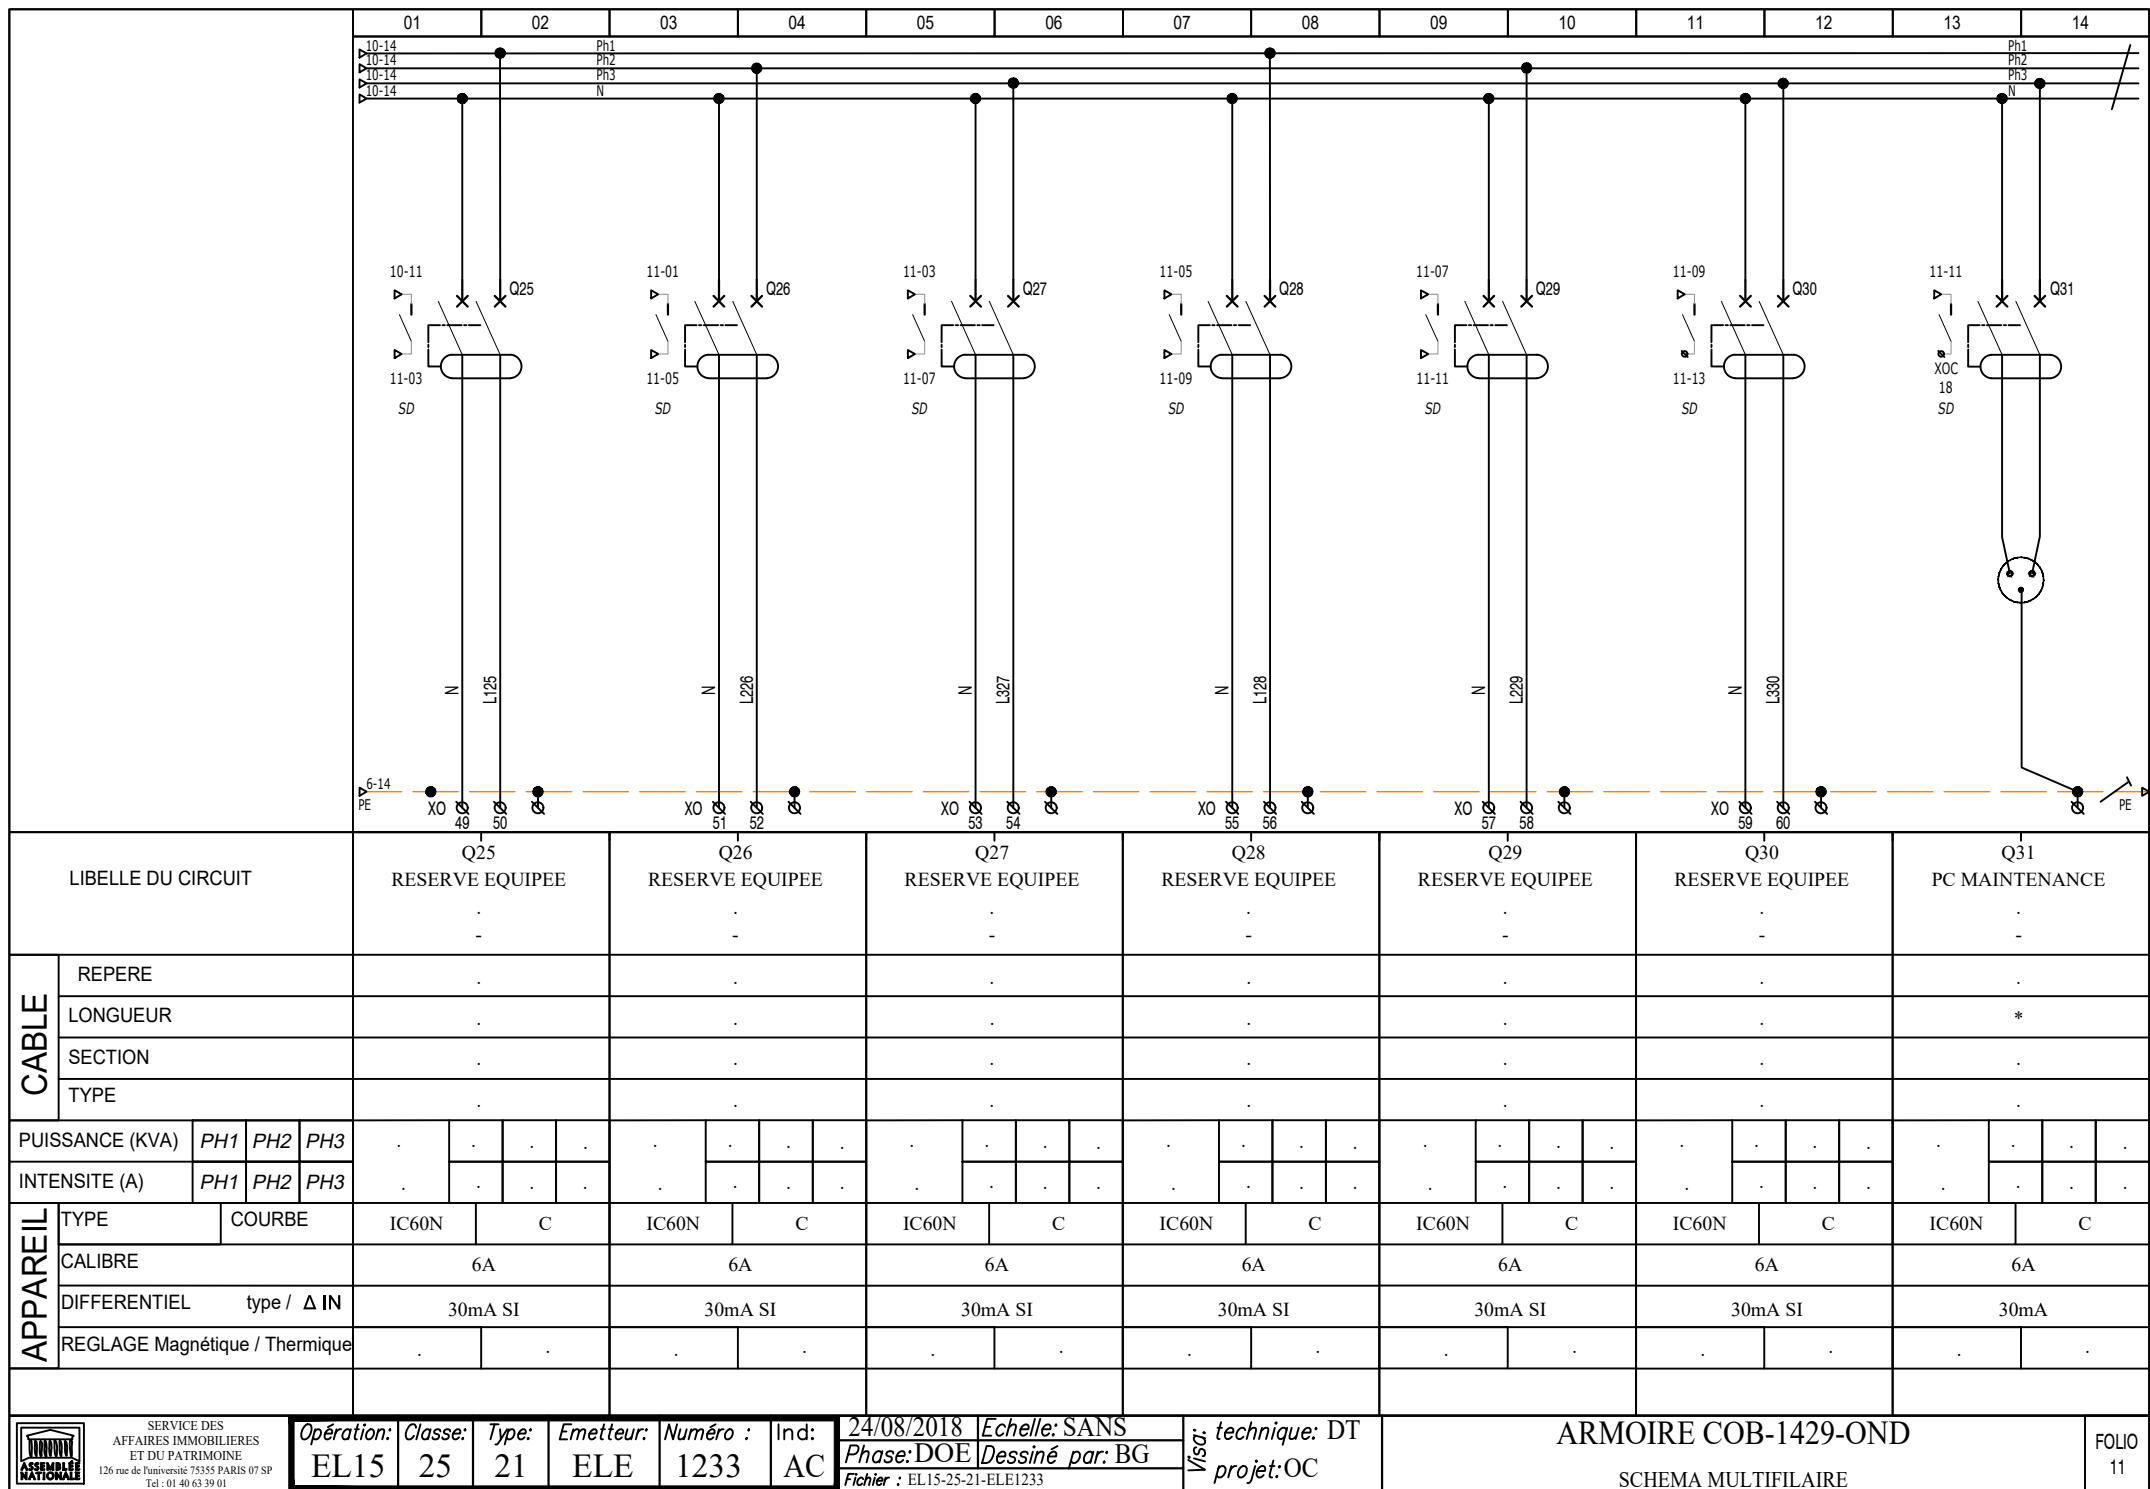 01 02 03 04 05 06 07 08 09 10 11 12 13 14
10-14 Ph1 Ph1
10-14 Ph2 Ph2
10-14 Ph3 Ph3
10-14 N N
10-11 11-01 11-03 11-05 11-07 11-09 11-11
Q25 Q26 Q27 Q28 Q29 Q30 Q31
11-03 11-05 11-07 11-09 11-11 11-13 XOC
18
SD SD SD SD SD SD SD
N L125 N L226 N L327 N L128 N L229 N L330
6-14
PE PE
XO XO XO XO XO XO
49 50 51 52 53 54 55 56 57 58 59 60
Q25 Q26 Q27 Q28 Q29 Q30 Q31
LIBELLE DU CIRCUIT RESERVE EQUIPEE RESERVE EQUIPEE RESERVE EQUIPEE RESERVE EQUIPEE RESERVE EQUIPEE RESERVE EQUIPEE PC MAINTENANCE
. . . . . . .
- - - - - - -
CABLE
REPERE . . . . . . .
LONGUEUR . . . . . . *
SECTION . . . . . . .
TYPE . . . . . . .
PUISSANCE (KVA) PH1 PH2 PH3 . . . . . . . . . . . . . . . . . . . . . . . . . . . .
INTENSITE (A) PH1 PH2 PH3 . . . . . . . . . . . . . . . . . . . . . . . . . . . .
APPAREIL
TYPE COURBE IC60N C IC60N C IC60N C IC60N C IC60N C IC60N C IC60N C
CALIBRE 6A 6A 6A 6A 6A 6A 6A
DIFFERENTIEL type / Δ IN 30mA SI 30mA SI 30mA SI 30mA SI 30mA SI 30mA SI 30mA
REGLAGE Magnétique / Thermique . . . . . . . . . . . . . .
ASSEMBLÉE
NATIONALE
SERVICE DES
AFFAIRES IMMOBILIERES
ET DU PATRIMOINE
126 rue de l'université 75355 PARIS 07 SP
Tel : 01 40 63 39 01
Opération: Classe: Type: Emetteur: Numéro : Ind:
EL15 25 21 ELE 1233 AC
24/08/2018 Echelle: SANS
Phase: DOE Dessiné par: BG
Fichier : EL15-25-21-ELE1233
Visa: technique: DT
projet: OC
ARMOIRE COB-1429-OND
SCHEMA MULTIFILAIRE
FOLIO
11